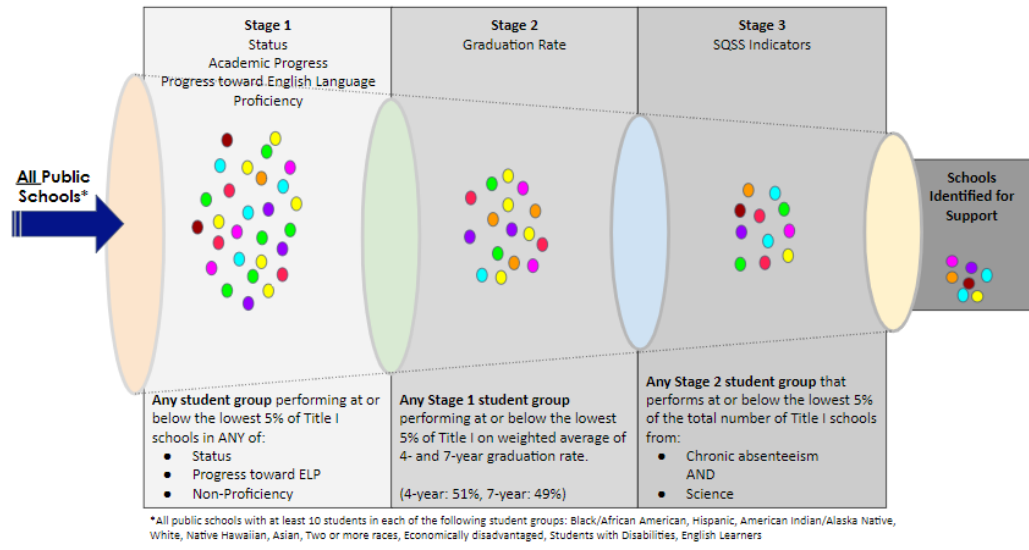 Stage 1
Status
Academic Progress
Progress toward English Language
Proficiency
Stage 2
Graduation Rate
Stage 3
SQSS Indicators
All Public
Schools*
Schools
Identified for
Support
Any student group performing at or
below the lowest 5% of Title I
schools in ANY of:
● Status
● Progress toward ELP
● Non-Proficiency
Any Stage 1 student group
performing at or below the lowest
5% of Title I on weighted average of
4- and 7-year graduation rate.
(4-year: 51%, 7-year: 49%)
Any Stage 2 student group that
performs at or below the lowest 5%
of the total number of Title I schools
from:
● Chronic absenteeism
AND
● Science
*All public schools with at least 10 students in each of the following student groups: Black/African American, Hispanic, American Indian/Alaska Native,
White, Native Hawaiian, Asian, Two or more races, Economically disadvantaged, Students with Disabilities, English Learners